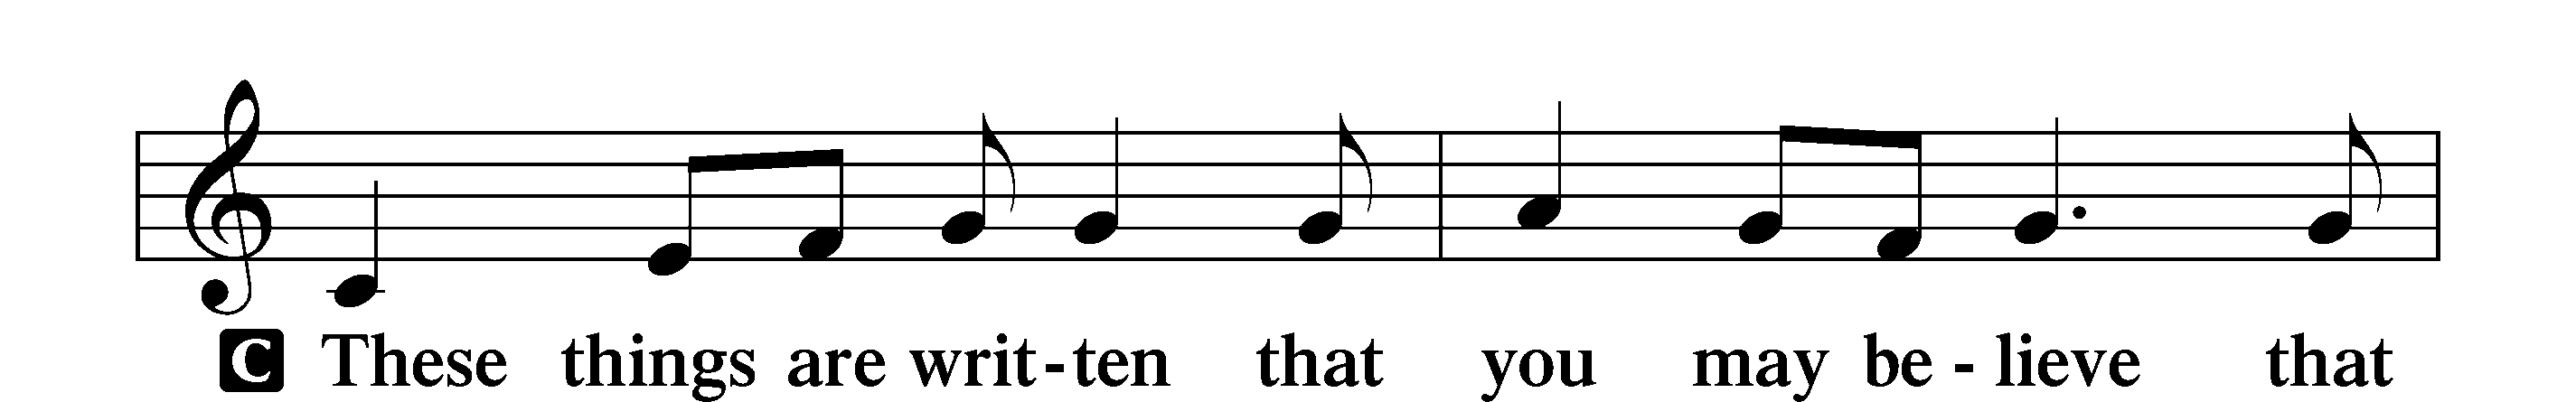 C These things are writ-ten that you may be - lieve that